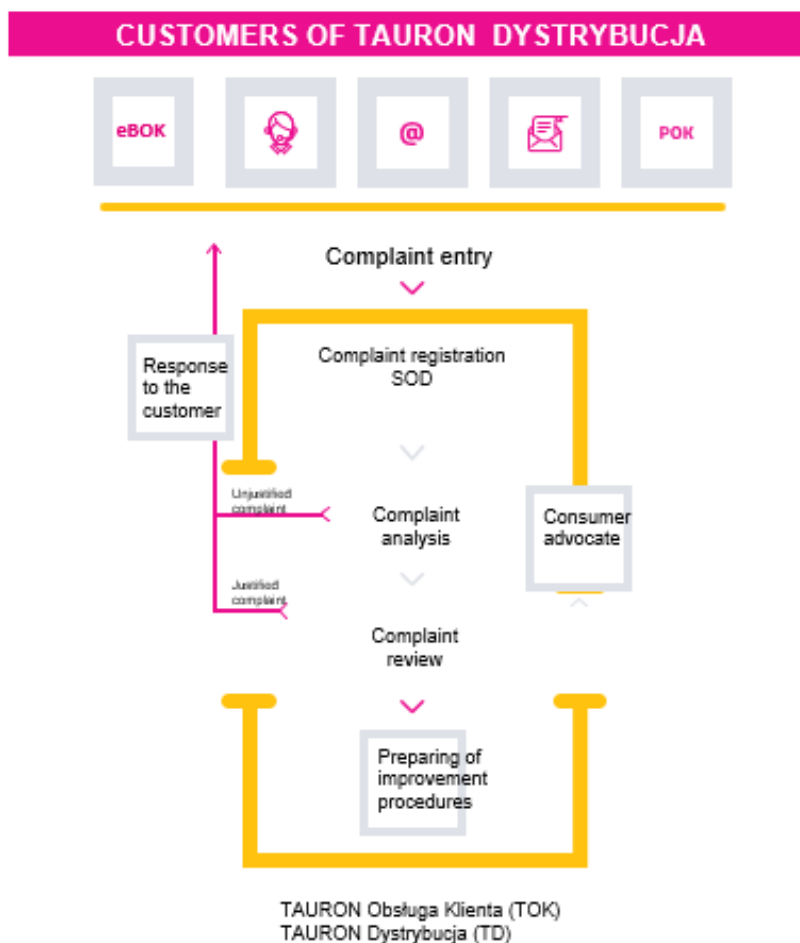 CUSTOMERS OF TAURON DYSTRYBUCJA
eBOK
@
POK
Complaint entry
Response
to the
customer
Complaint registration
SOD
Unjustified
complaint
Complaint
analysis
Consumer
advocate
Justified
complaint
Complaint
review
Preparing of
improvement
procedures
TAURON Obsługa Klienta (TOK)
TAURON Dystrybucja (TD)